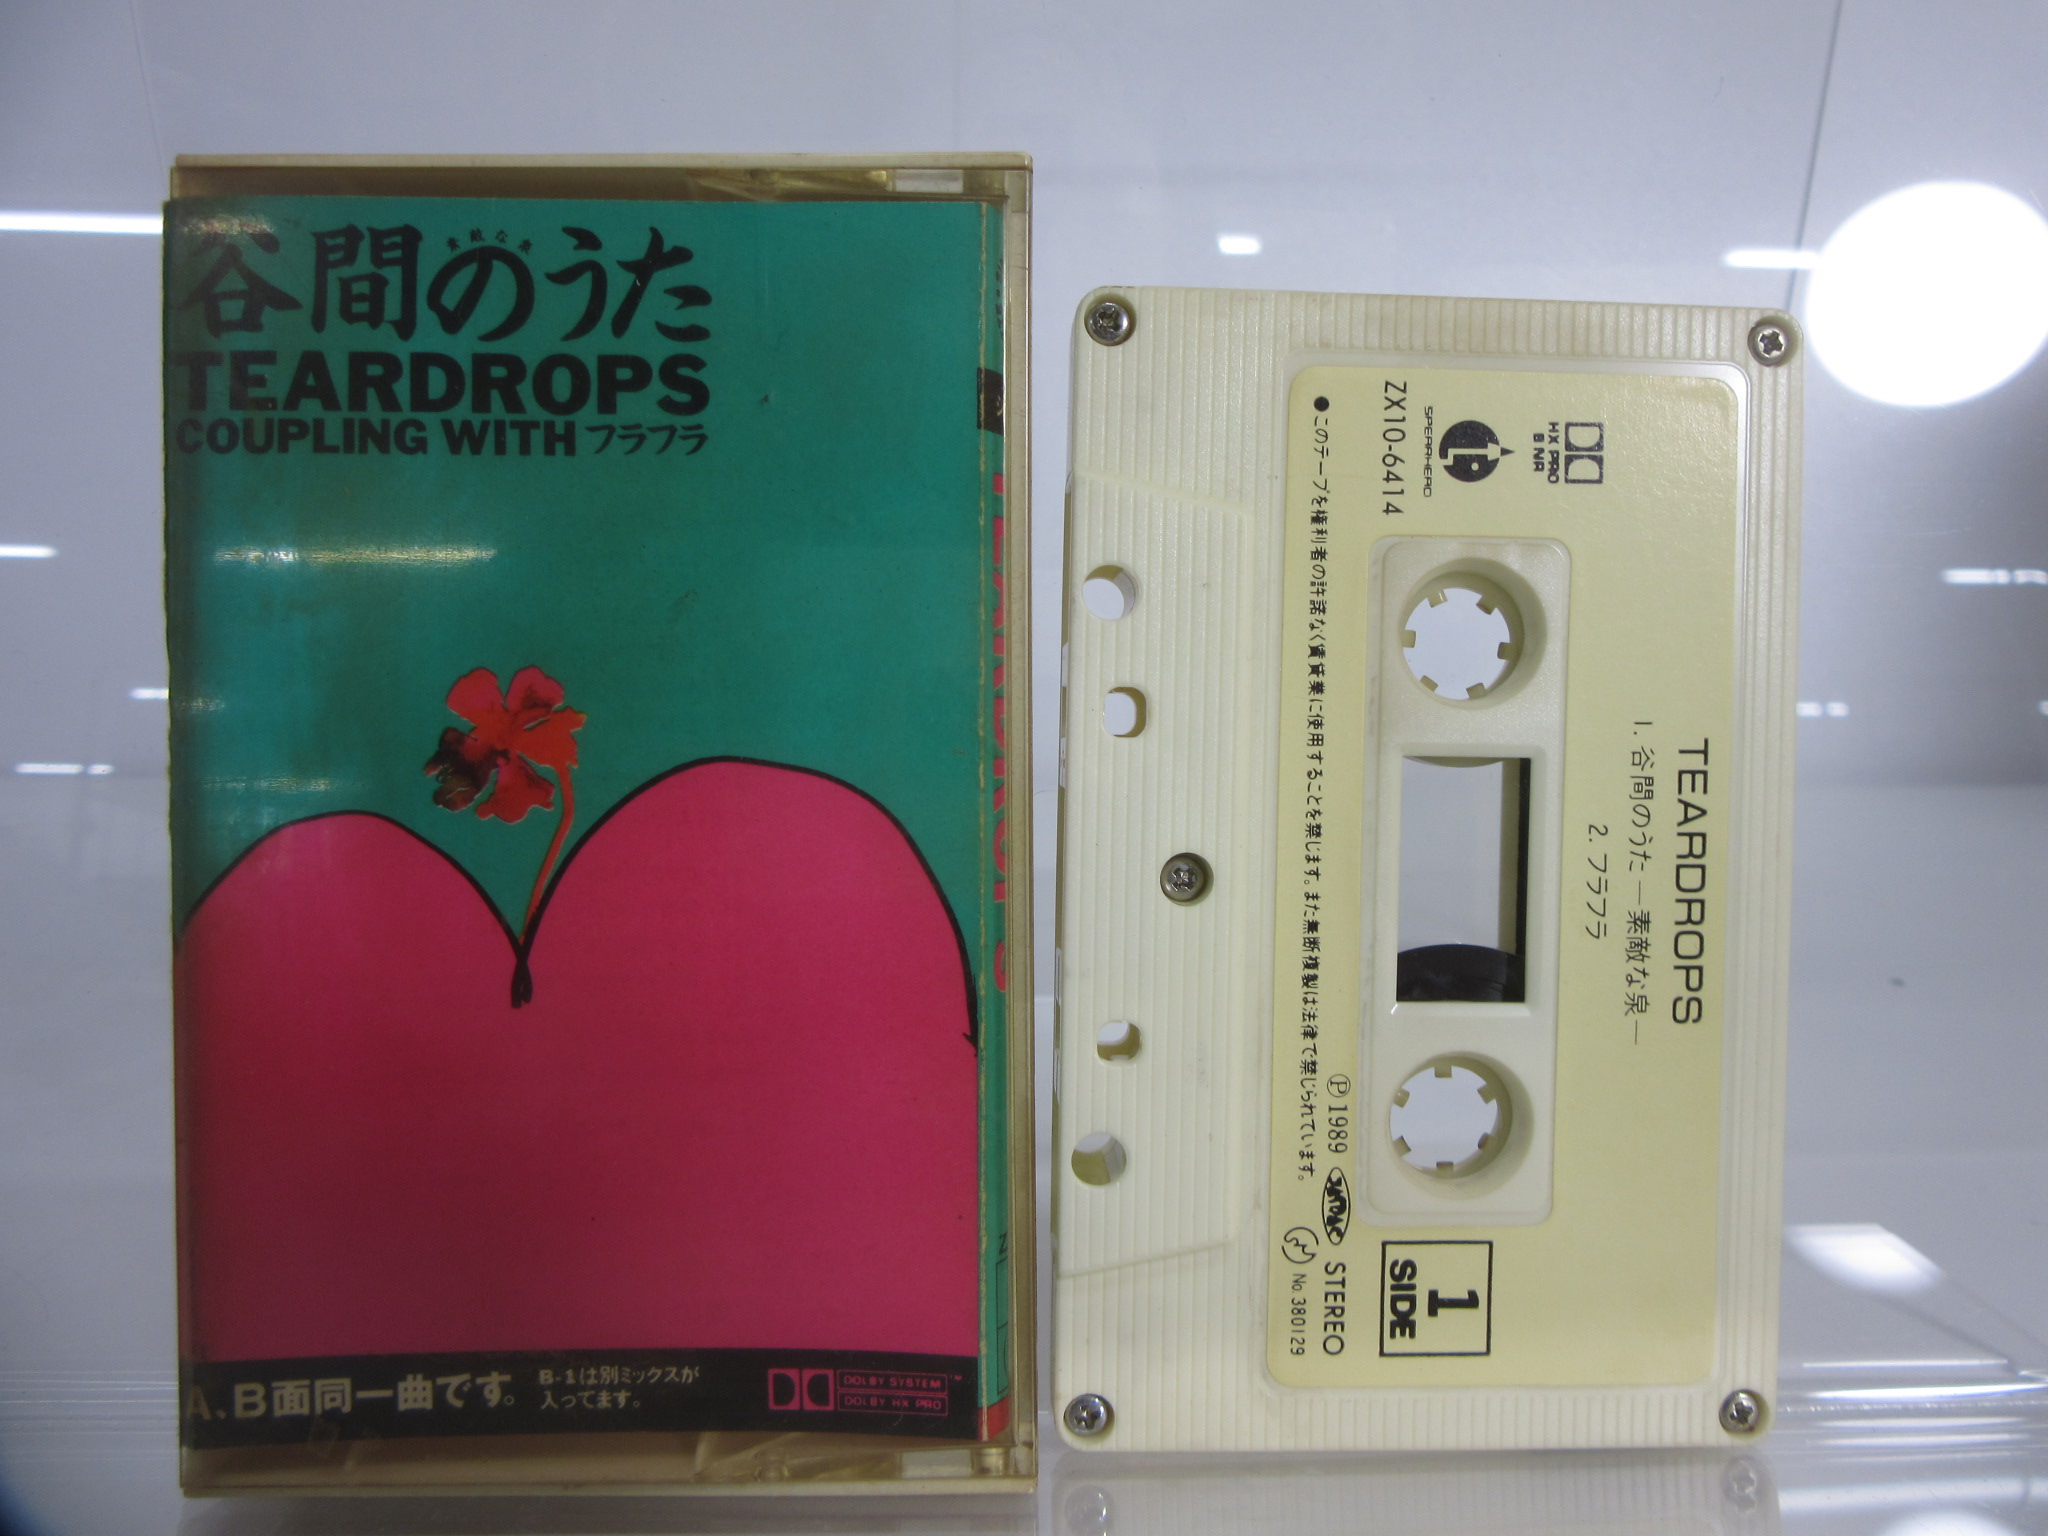 谷間のうた
素敵な泉
TEARDROPS
COUPLING WITH フラフラ
TEARDROPS
A、B面同一曲です。
B-1は別ミックスが
入ってます。
DOLBY SYSTEM
DOLBY HX PRO
TEARDROPS
1. 谷間のうた ―素敵な泉―
2. フラフラ
HX PRO
B NR
SPEARHEAD
ZX10-6414
1
SIDE
Ⓟ 1989
STEREO
●このテープを権利者の許諾なく賃貸業に使用することを禁じます。また無断複製は法律で禁じられています。
No.380129